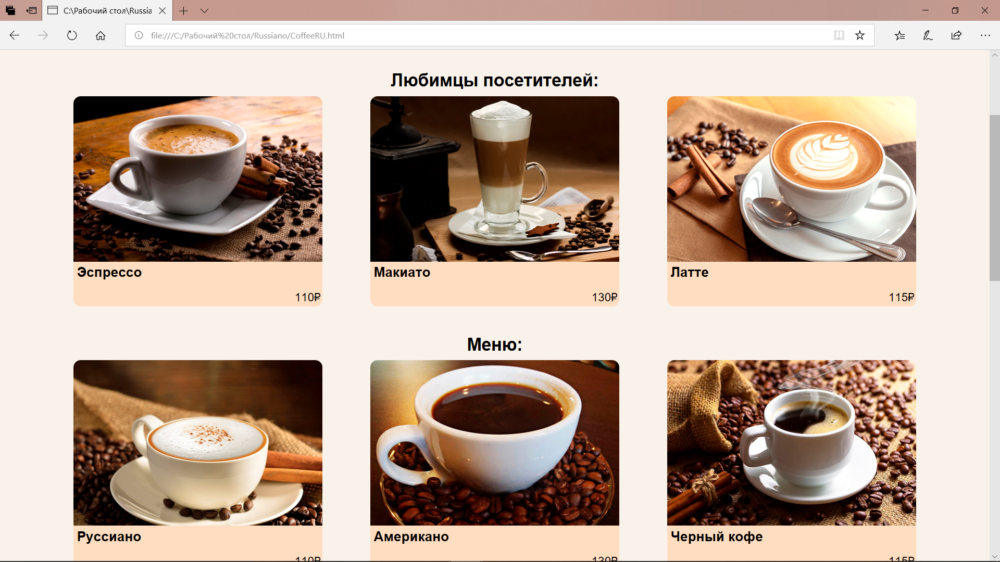 C:\Рабочий стол\Russia
file:///C:/Рабочий%20стол/Russiano/CoffeeRU.html
Любимцы посетителей:
Эспрессо
Макиато
Латте
110₽
130₽
115₽
Меню:
Руссиано
Американо
Черный кофе
110₽
130₽
115₽